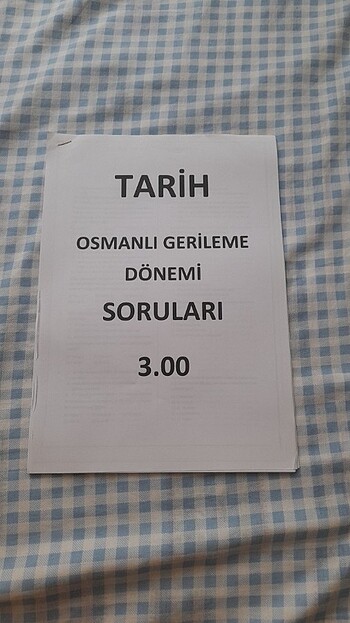 TARİH
OSMANLI GERİLEME
DÖNEMİ
SORULARI
3.00